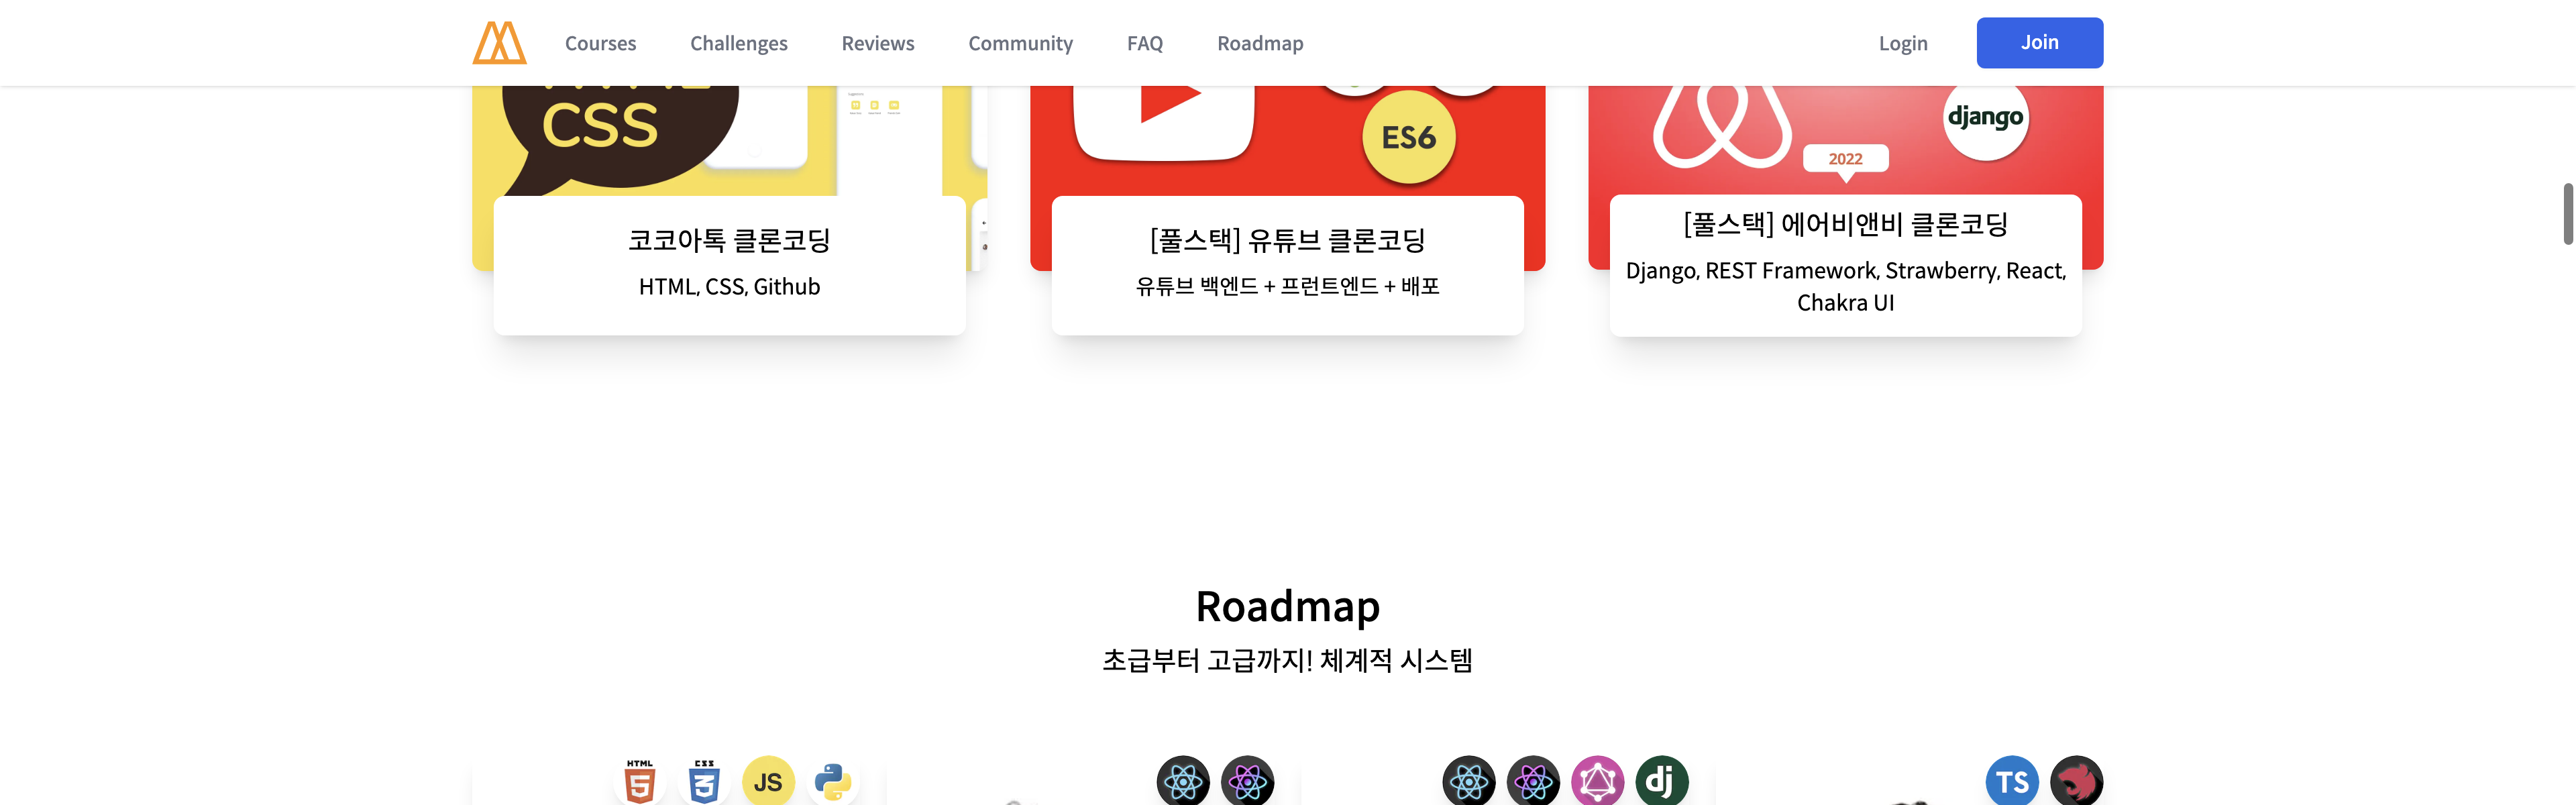 Courses Challenges Reviews Community FAQ Roadmap Login Join
CSS
ES6
django
2022
코코아톡 클론코딩
HTML, CSS, Github
[풀스택] 유튜브 클론코딩
유튜브 백엔드 + 프런트엔드 + 배포
[풀스택] 에어비앤비 클론코딩
Django, REST Framework, Strawberry, React,
Chakra UI
Roadmap
초급부터 고급까지! 체계적 시스템
HTML
5
CSS
3
JS
dj
TS